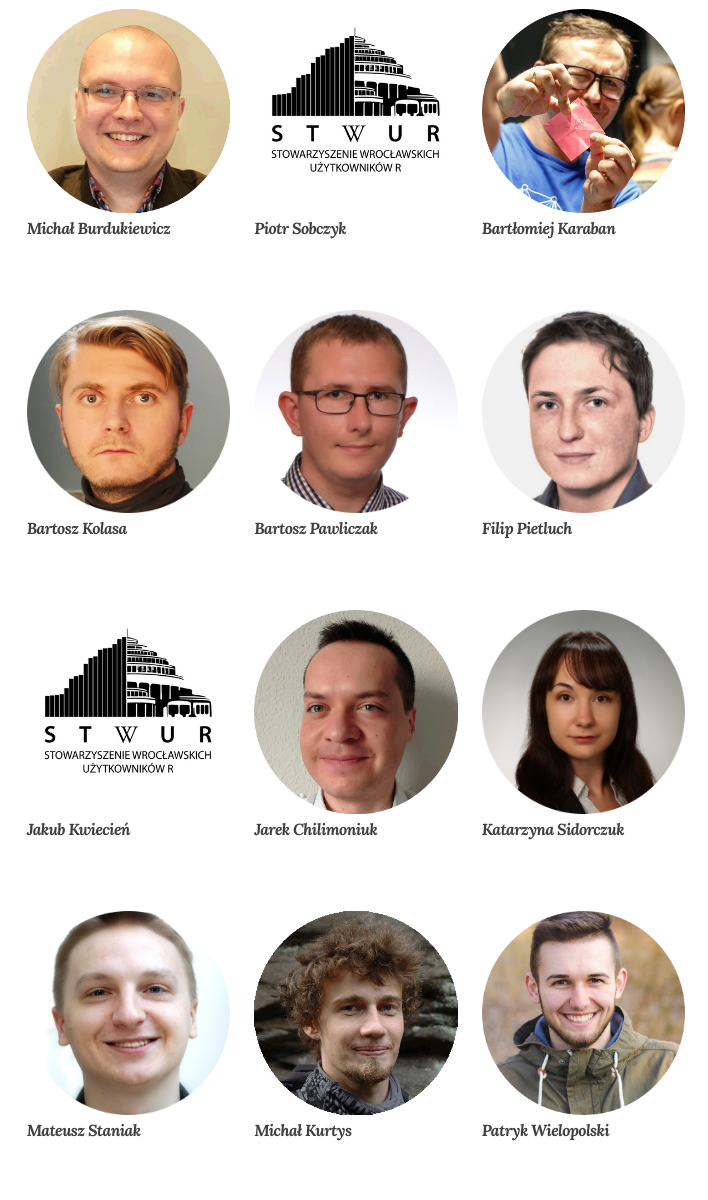 S T W U R
STOWARZYSZENIE WROCŁAWSKICH
UŻYTKOWNIKÓW R
Michał Burdukiewicz
Piotr Sobczyk
Bartłomiej Karaban
Bartosz Kolasa
Bartosz Pawliczak
Filip Pietluch
S T W U R
STOWARZYSZENIE WROCŁAWSKICH
UŻYTKOWNIKÓW R
Jakub Kwiecień
Jarek Chilimoniuk
Katarzyna Sidorczuk
Mateusz Staniak
Michał Kurtys
Patryk Wielopolski